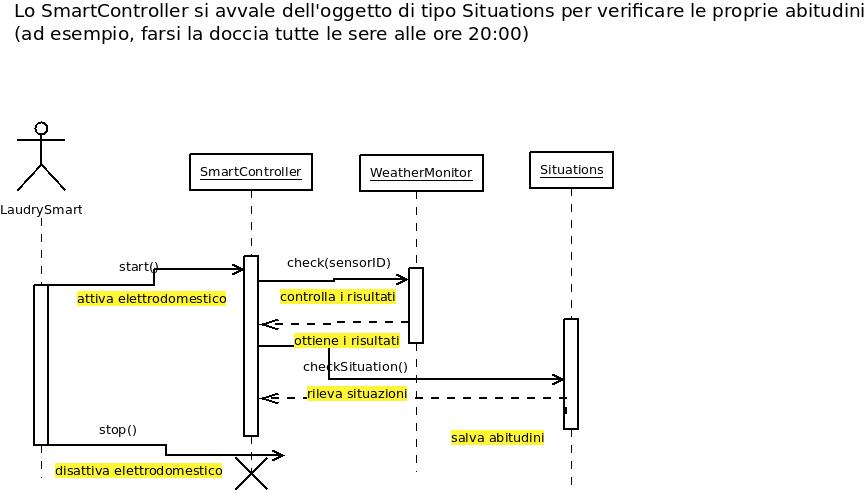 Lo SmartController si avvale dell'oggetto di tipo Situations per verificare le proprie abitudini
(ad esempio, farsi la doccia tutte le sere alle ore 20:00)
SmartController
WeatherMonitor
Situations
LaudrySmart
start()
check(sensorID)
attiva elettrodomestico
controlla i risultati
ottiene i risultati
checkSituation()
rileva situazioni
stop()
salva abitudini
disattiva elettrodomestico